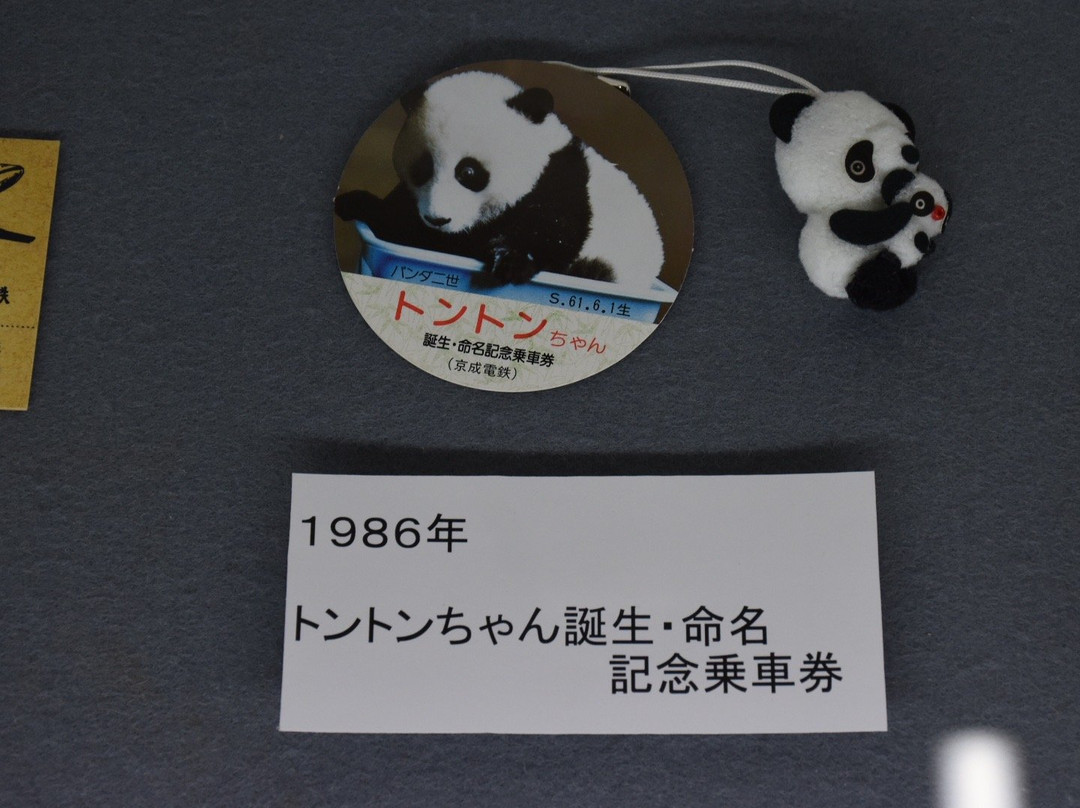 パンダ二世
S.61.6.1生
トントンちゃん
誕生・命名記念乗車券
(京成電鉄)
1986年
トントンちゃん誕生・命名
記念乗車券
鉄